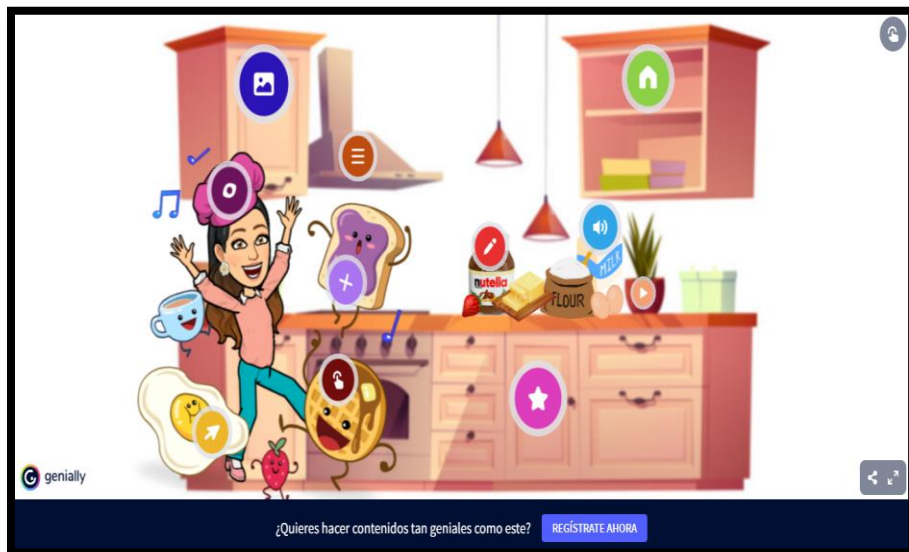 MILK
nutella
FLOUR
genially
¿Quieres hacer contenidos tan geniales como este? REGÍSTRATE AHORA